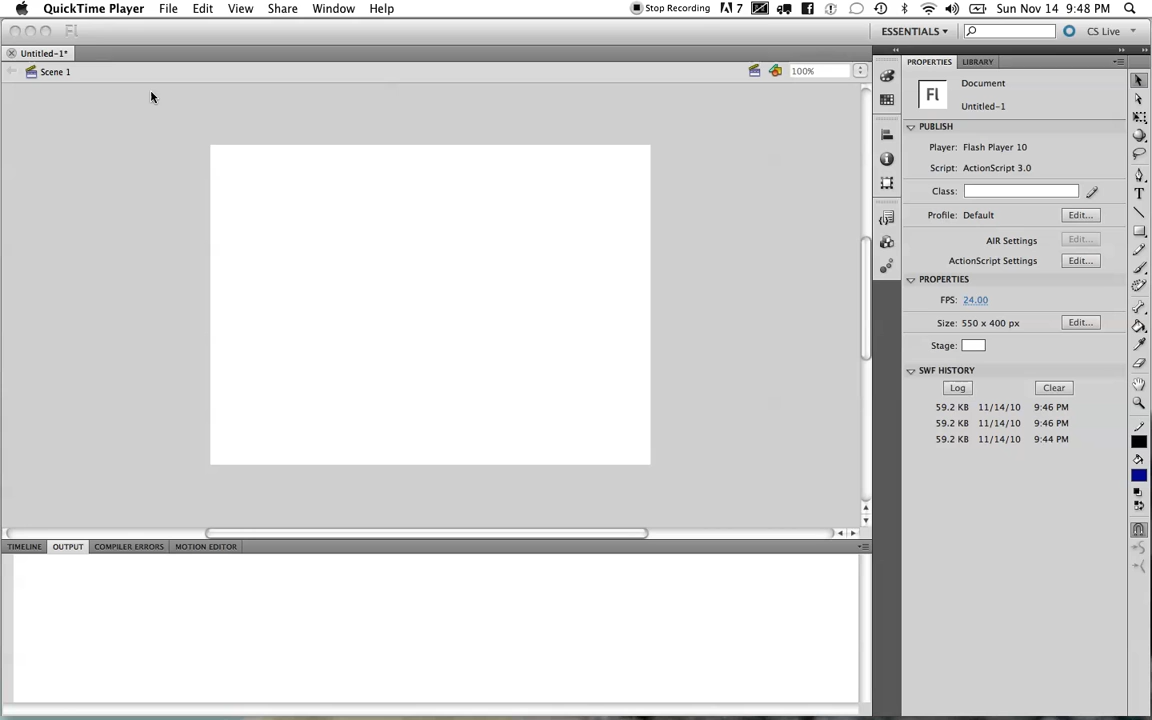 QuickTime Player File Edit View Share Window Help Stop Recording 7 Sun Nov 14 9:48 PM
Fl ESSENTIALS CS Live
Untitled-1*
Scene 1 100%
PROPERTIES LIBRARY
Fl Document
Untitled-1
PUBLISH
Player: Flash Player 10
Script: ActionScript 3.0
Class:
Profile: Default Edit...
AIR Settings Edit...
ActionScript Settings Edit...
PROPERTIES
FPS: 24.00
Size: 550 x 400 px Edit...
Stage:
SWF HISTORY
Log Clear
59.2 KB 11/14/10 9:46 PM
59.2 KB 11/14/10 9:46 PM
59.2 KB 11/14/10 9:44 PM
TIMELINE OUTPUT COMPILER ERRORS MOTION EDITOR